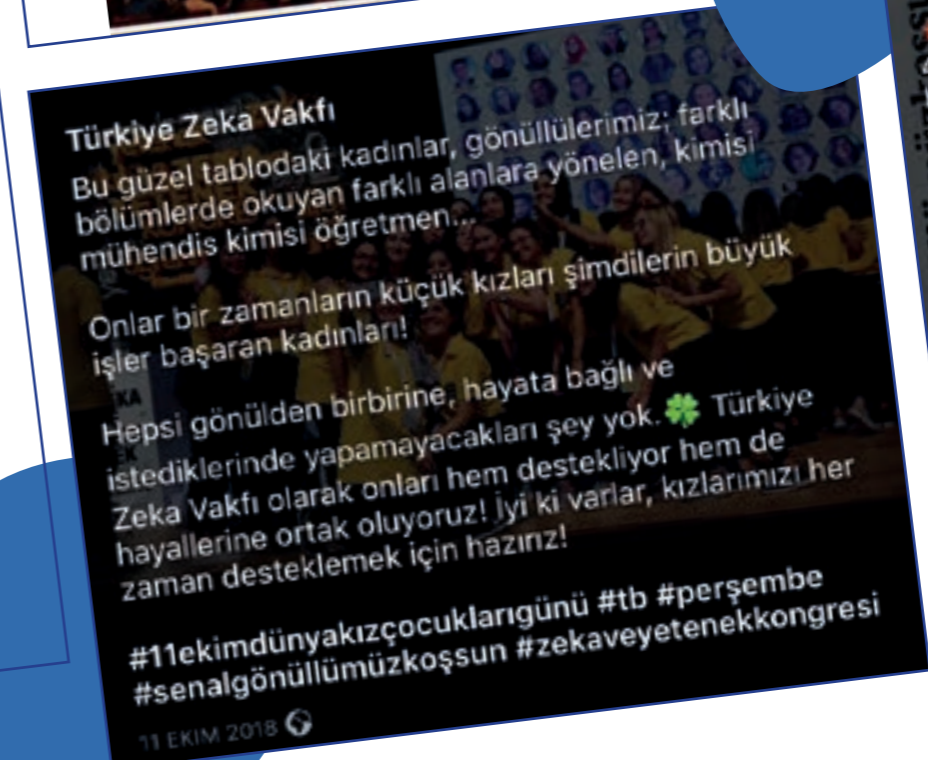 Türkiye Zeka Vakfı
Bu güzel tablodaki kadınlar, gönüllülerimiz; farklı
bölümlerde okuyan farklı alanlara yönelen, kimisi
mühendis kimisi öğretmen...
Onlar bir zamanların küçük kızları şimdilerin büyük
işler başaran kadınları!
Hepsi gönülden birbirine, hayata bağlı ve
istediklerinde yapamayacakları şey yok. 🍀 Türkiye
Zeka Vakfı olarak onları hem destekliyor hem de
hayallerine ortak oluyoruz! İyi ki varlar, kızlarımızı her
zaman desteklemek için hazırız!
#11ekimdünyakızçocuklarıgünü #tb #perşembe
#senalgönüllümüzkoşsun #zekaveyetenekkongresi
11 EKIM 2018